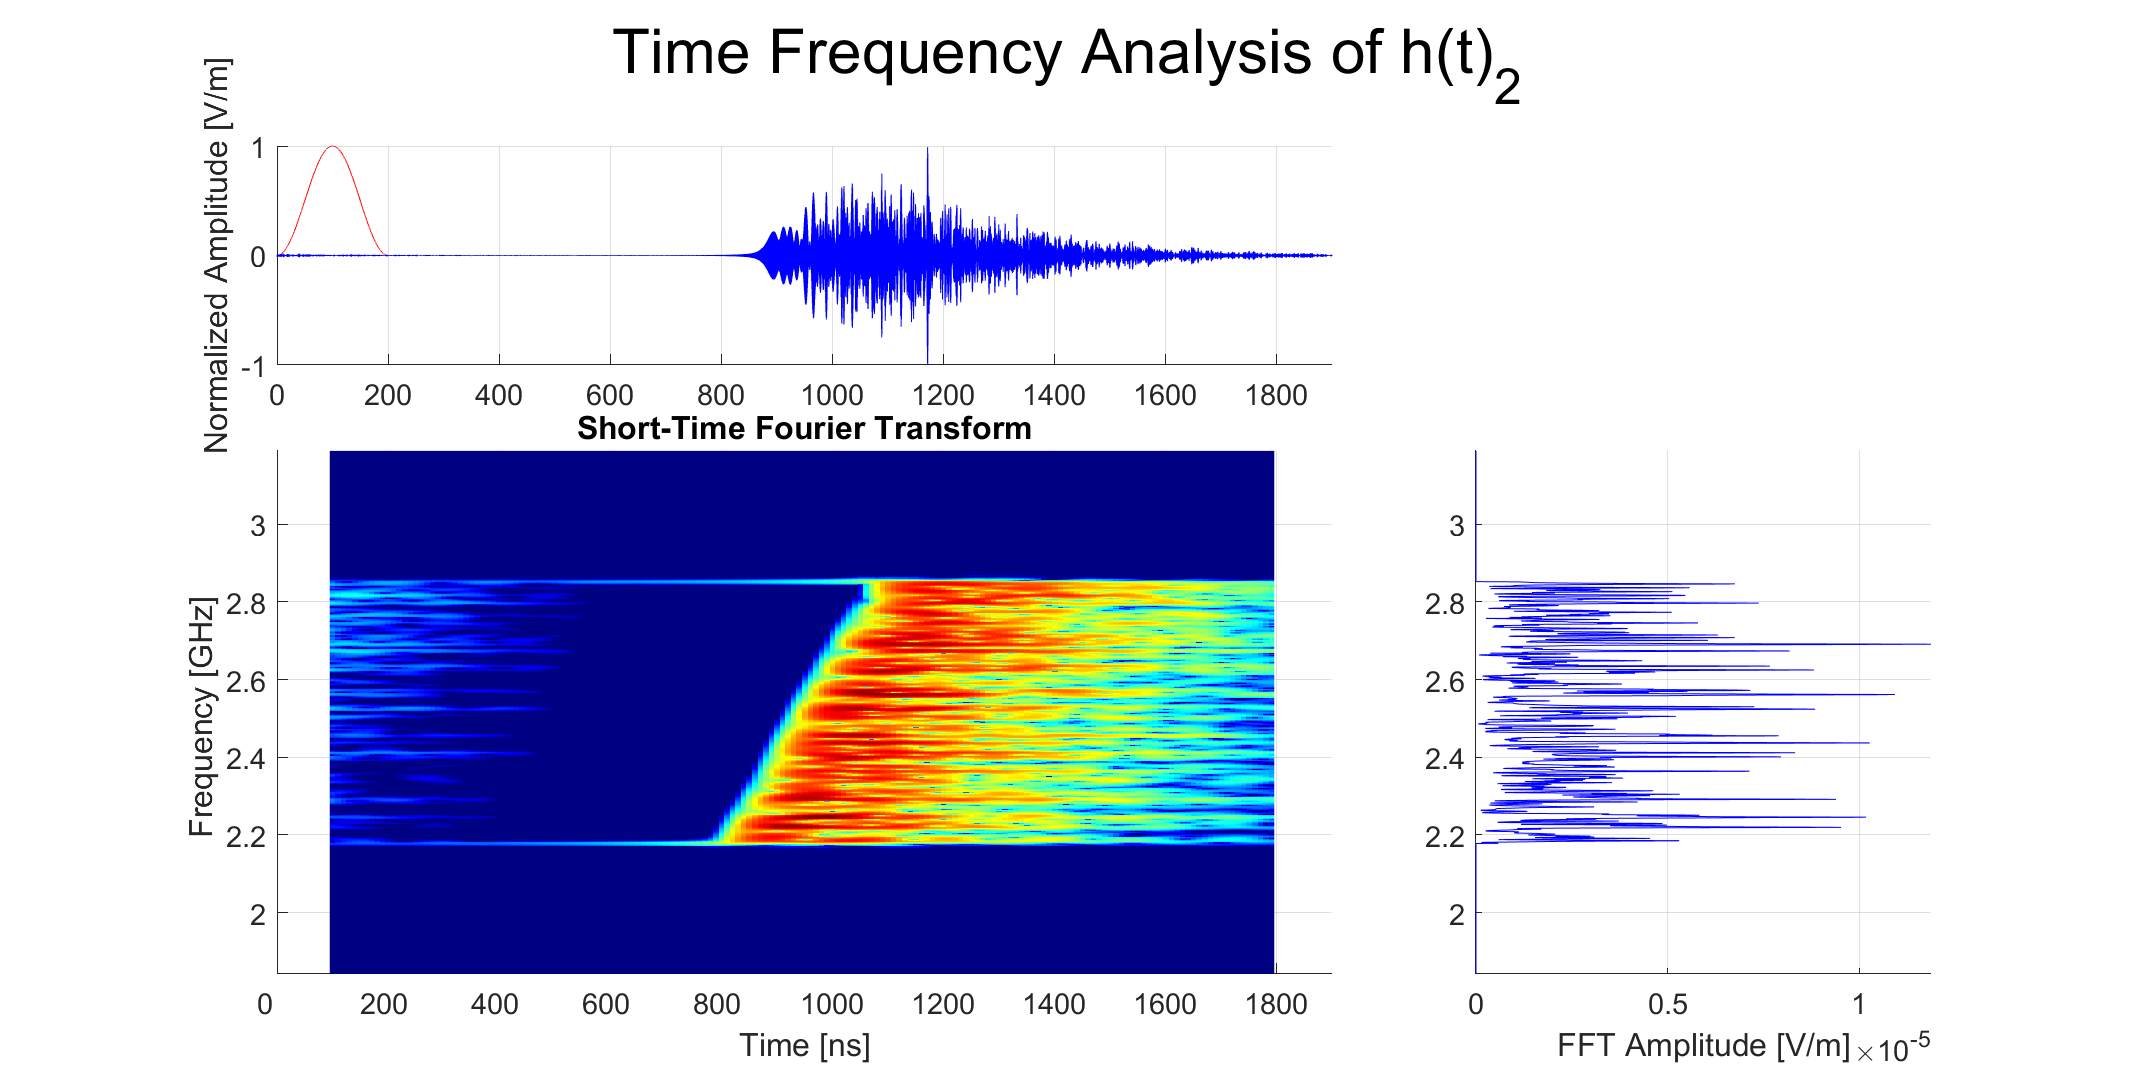 Time Frequency Analysis of h(t)2
Normalized Amplitude [V/m]
1
0
-1
0 200 400 600 800 1000 1200 1400 1600 1800
Short-Time Fourier Transform
Frequency [GHz]
3
2.8
2.6
2.4
2.2
2
0 200 400 600 800 1000 1200 1400 1600 1800
Time [ns]
3
2.8
2.6
2.4
2.2
2
0 0.5 1
FFT Amplitude [V/m] ×10-5